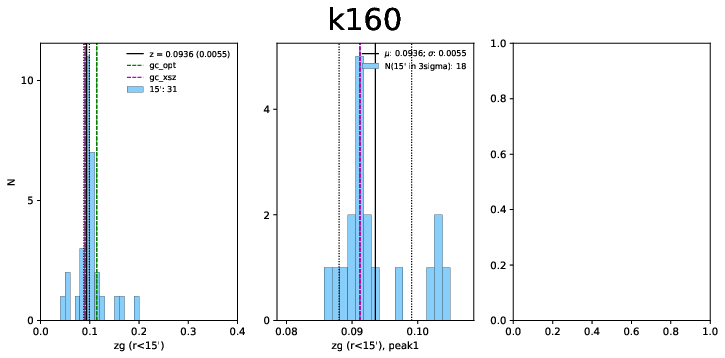 k160
z = 0.0936 (0.0055)
gc_opt
gc_xsz
15': 31
N
10
5
0
0.0 0.1 0.2 0.3 0.4
zg (r<15')
μ: 0.0936; σ: 0.0055
N(15' in 3sigma): 18
4
2
0
0.08 0.09 0.10
zg (r<15'), peak1
1.0
0.8
0.6
0.4
0.2
0.0
0.0 0.2 0.4 0.6 0.8 1.0